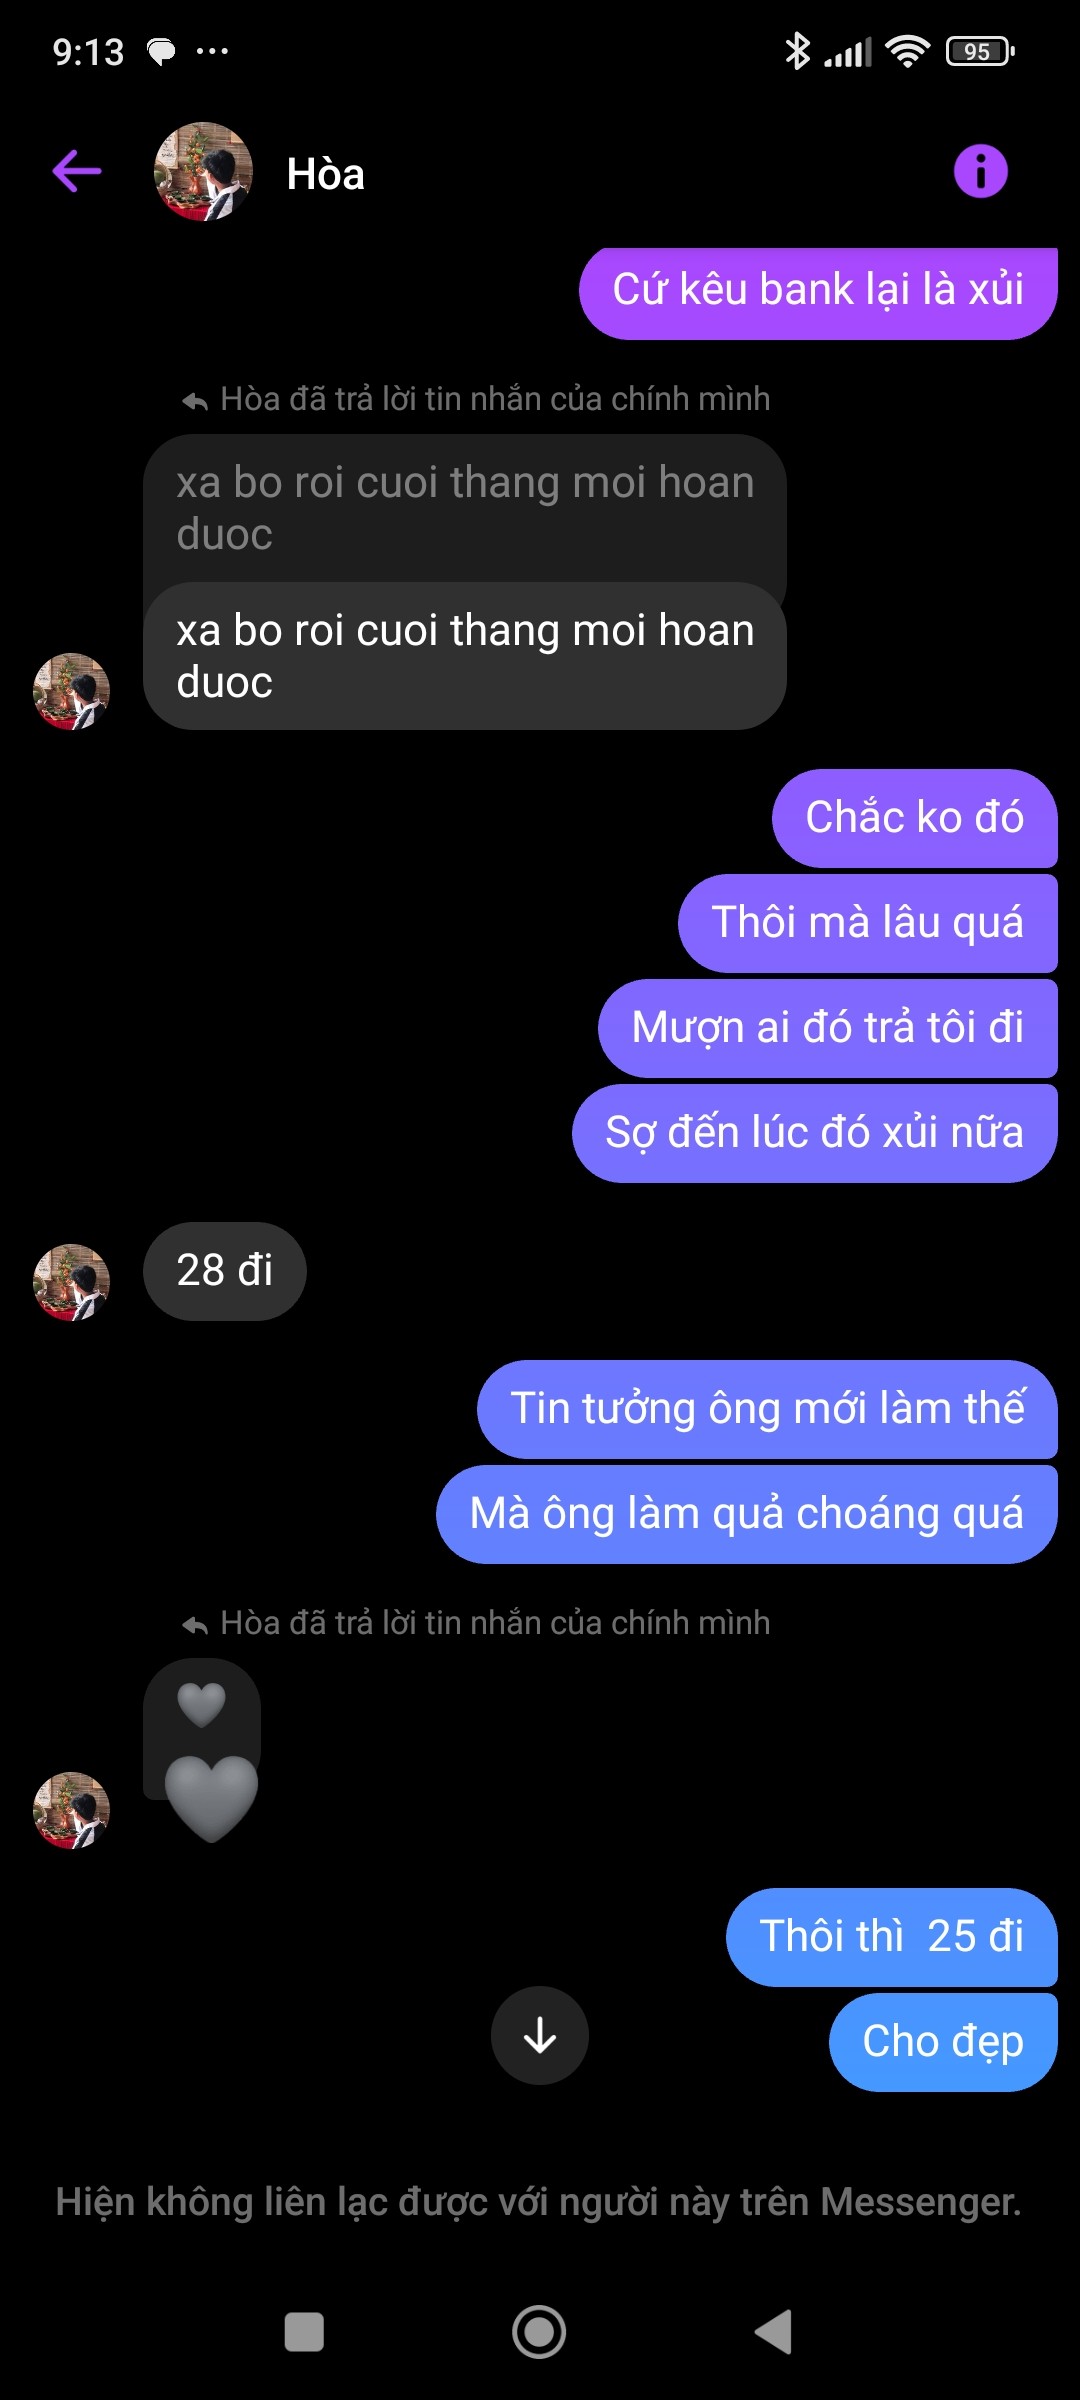 9:13
95
Hòa
Cứ kêu bank lại là xủi
Hòa đã trả lời tin nhắn của chính mình
xa bo roi cuoi thang moi hoan
duoc
xa bo roi cuoi thang moi hoan
duoc
Chắc ko đó
Thôi mà lâu quá
Mượn ai đó trả tôi đi
Sợ đến lúc đó xủi nữa
28 đi
Tin tưởng ông mới làm thế
Mà ông làm quả choáng quá
Hòa đã trả lời tin nhắn của chính mình
Thôi thì  25 đi
Cho đẹp
Hiện không liên lạc được với người này trên Messenger.